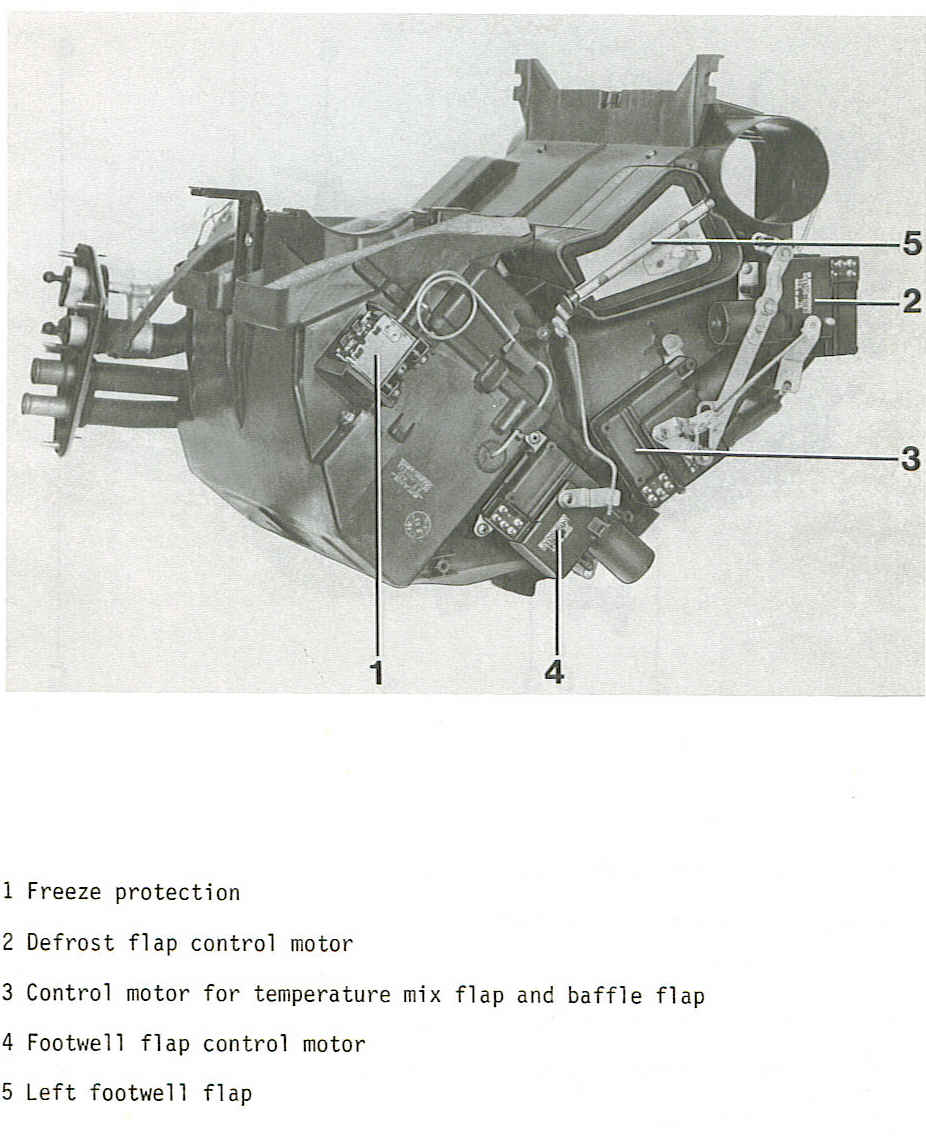 5
2
3
1
4
1 Freeze protection
2 Defrost flap control motor
3 Control motor for temperature mix flap and baffle flap
4 Footwell flap control motor
5 Left footwell flap